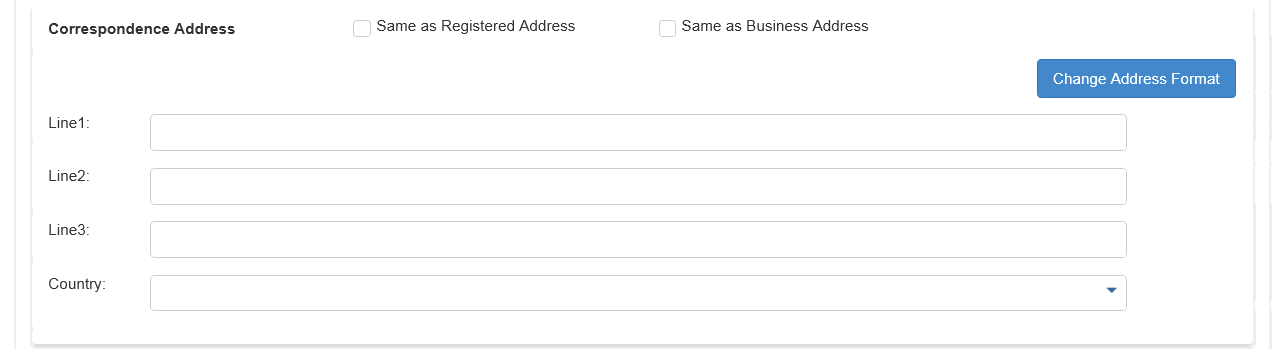 Correspondence Address Same as Registered Address Same as Business Address
Change Address Format
Line1:
Line2:
Line3:
Country: